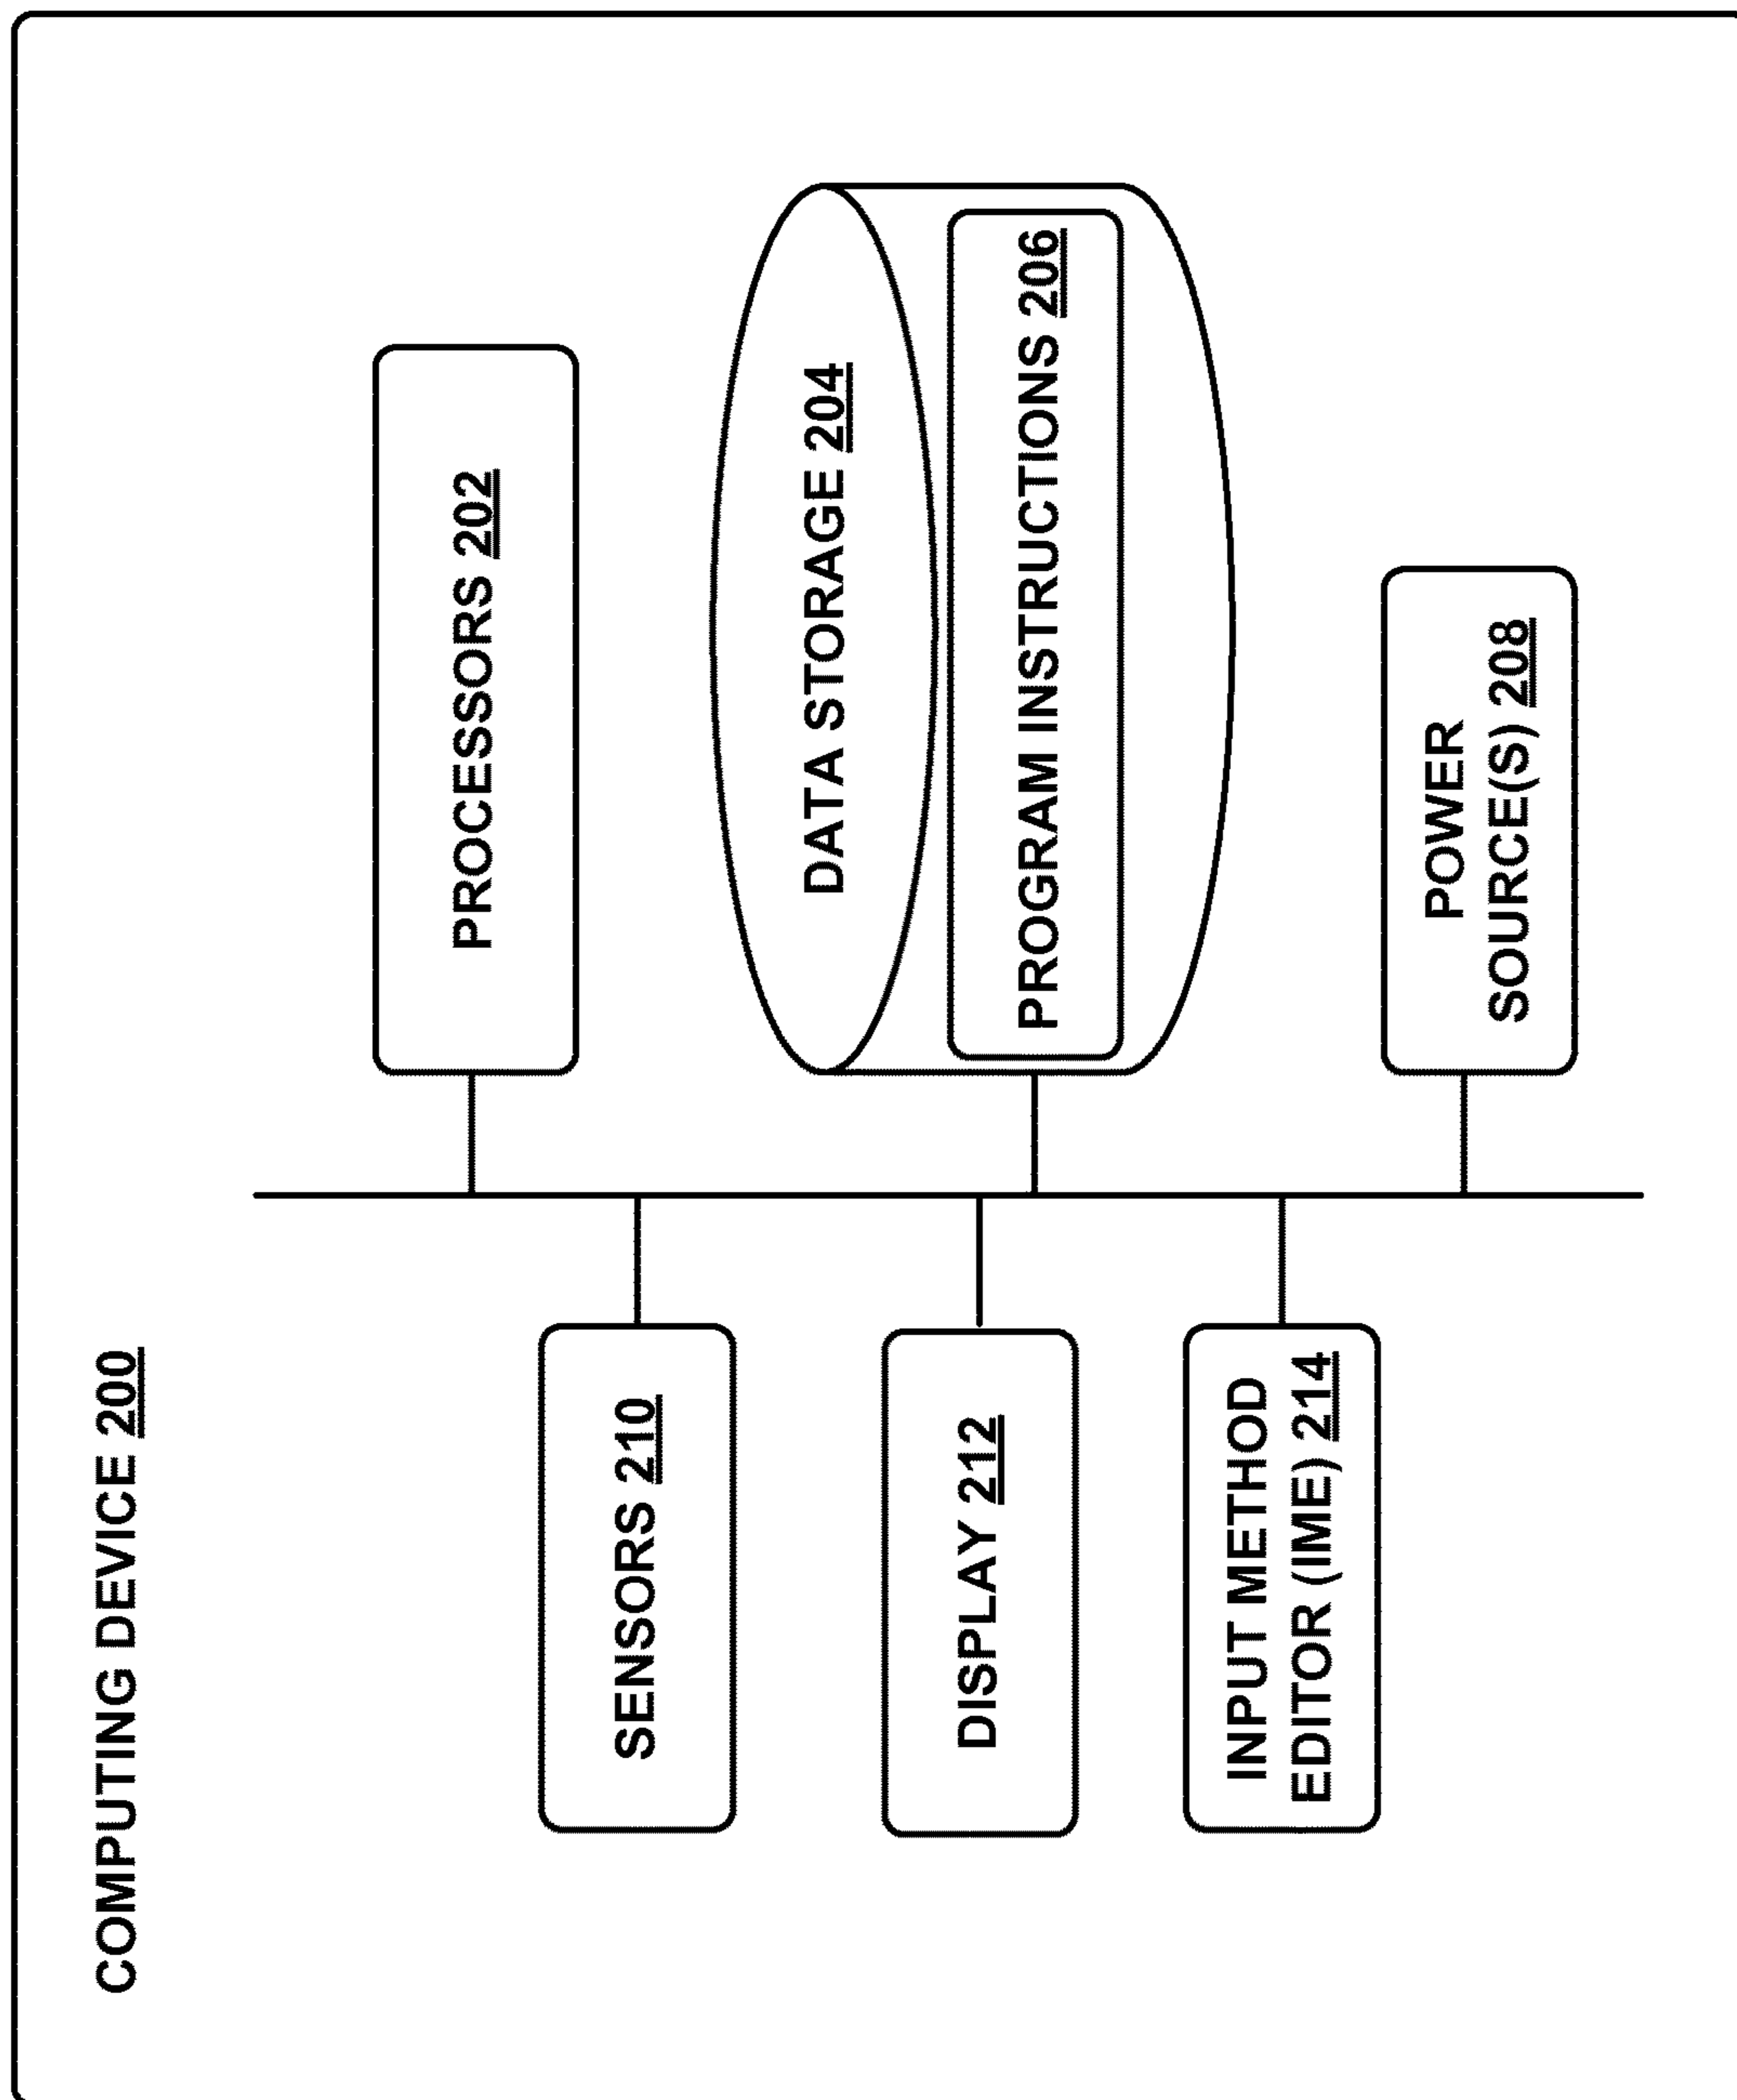 COMPUTING DEVICE 200
PROCESSORS 202
SENSORS 210
DATA STORAGE 204
DISPLAY 212
PROGRAM INSTRUCTIONS 206
INPUT METHOD
EDITOR (IME) 214
POWER
SOURCE(S) 208